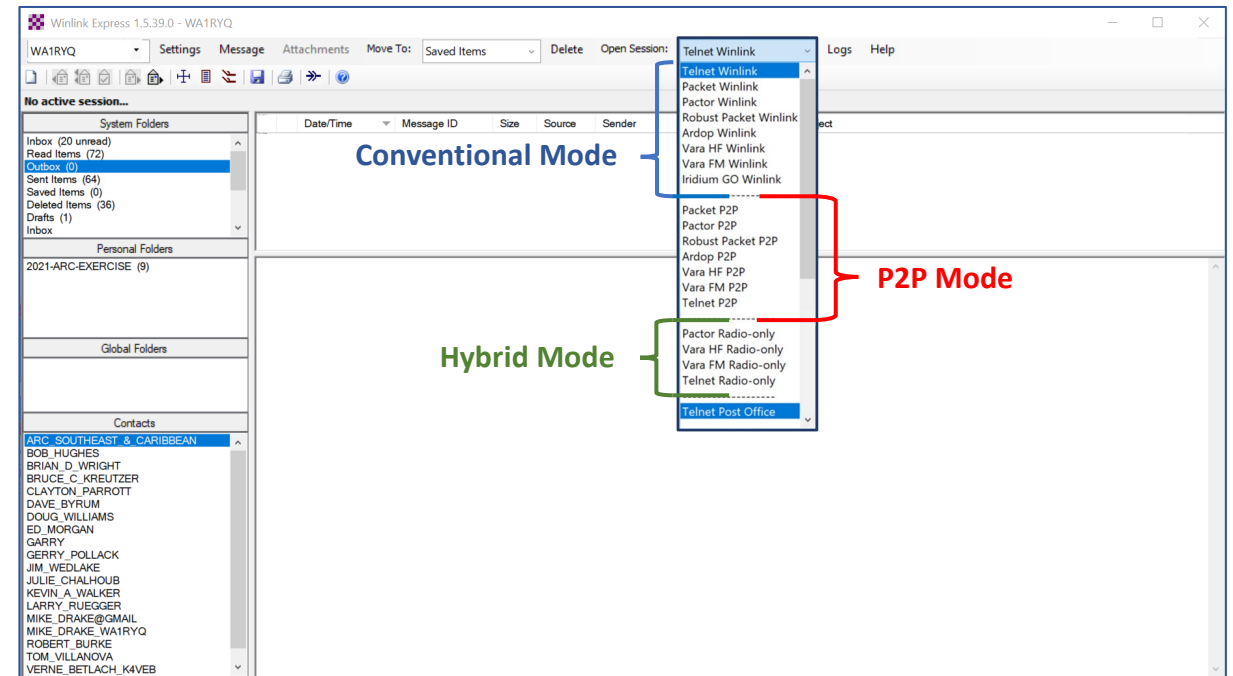 Winlink Express 1.5.39.0 - WA1RYQ
WA1RYQ Settings Message Attachments Move To: Saved Items Delete Open Session: Telnet Winlink Logs Help
No active session...
System Folders
Inbox (20 unread)
Read Items (72)
Outbox (0)
Sent Items (64)
Saved Items (0)
Deleted Items (36)
Drafts (1)
Inbox
Personal Folders
2021-ARC-EXERCISE (9)
Global Folders
Contacts
ARC_SOUTHEAST_&_CARIBBEAN
BOB_HUGHES
BRIAN_D_WRIGHT
BRUCE_C_KREUTZER
CLAYTON_PARROTT
DAVE_BYRUM
DOUG_WILLIAMS
ED_MORGAN
GARRY
GERRY_POLLACK
JIM_WEDLAKE
JULIE_CHALHOUB
KEVIN_A_WALKER
LARRY_RUEGGER
MIKE_DRAKE@GMAIL
MIKE_DRAKE_WA1RYQ
ROBERT_BURKE
TOM_VILLANOVA
VERNE_BETLACH_K4VEB
Date/Time Message ID Size Source Sender
Conventional Mode
Telnet Winlink
Packet Winlink
Pactor Winlink
Robust Packet Winlink
Ardop Winlink
Vara HF Winlink
Vara FM Winlink
Iridium GO Winlink
Packet P2P
Pactor P2P
Robust Packet P2P
Ardop P2P
Vara HF P2P
Vara FM P2P
Telnet P2P
P2P Mode
Hybrid Mode
Pactor Radio-only
Vara HF Radio-only
Vara FM Radio-only
Telnet Radio-only
-------------------
Telnet Post Office